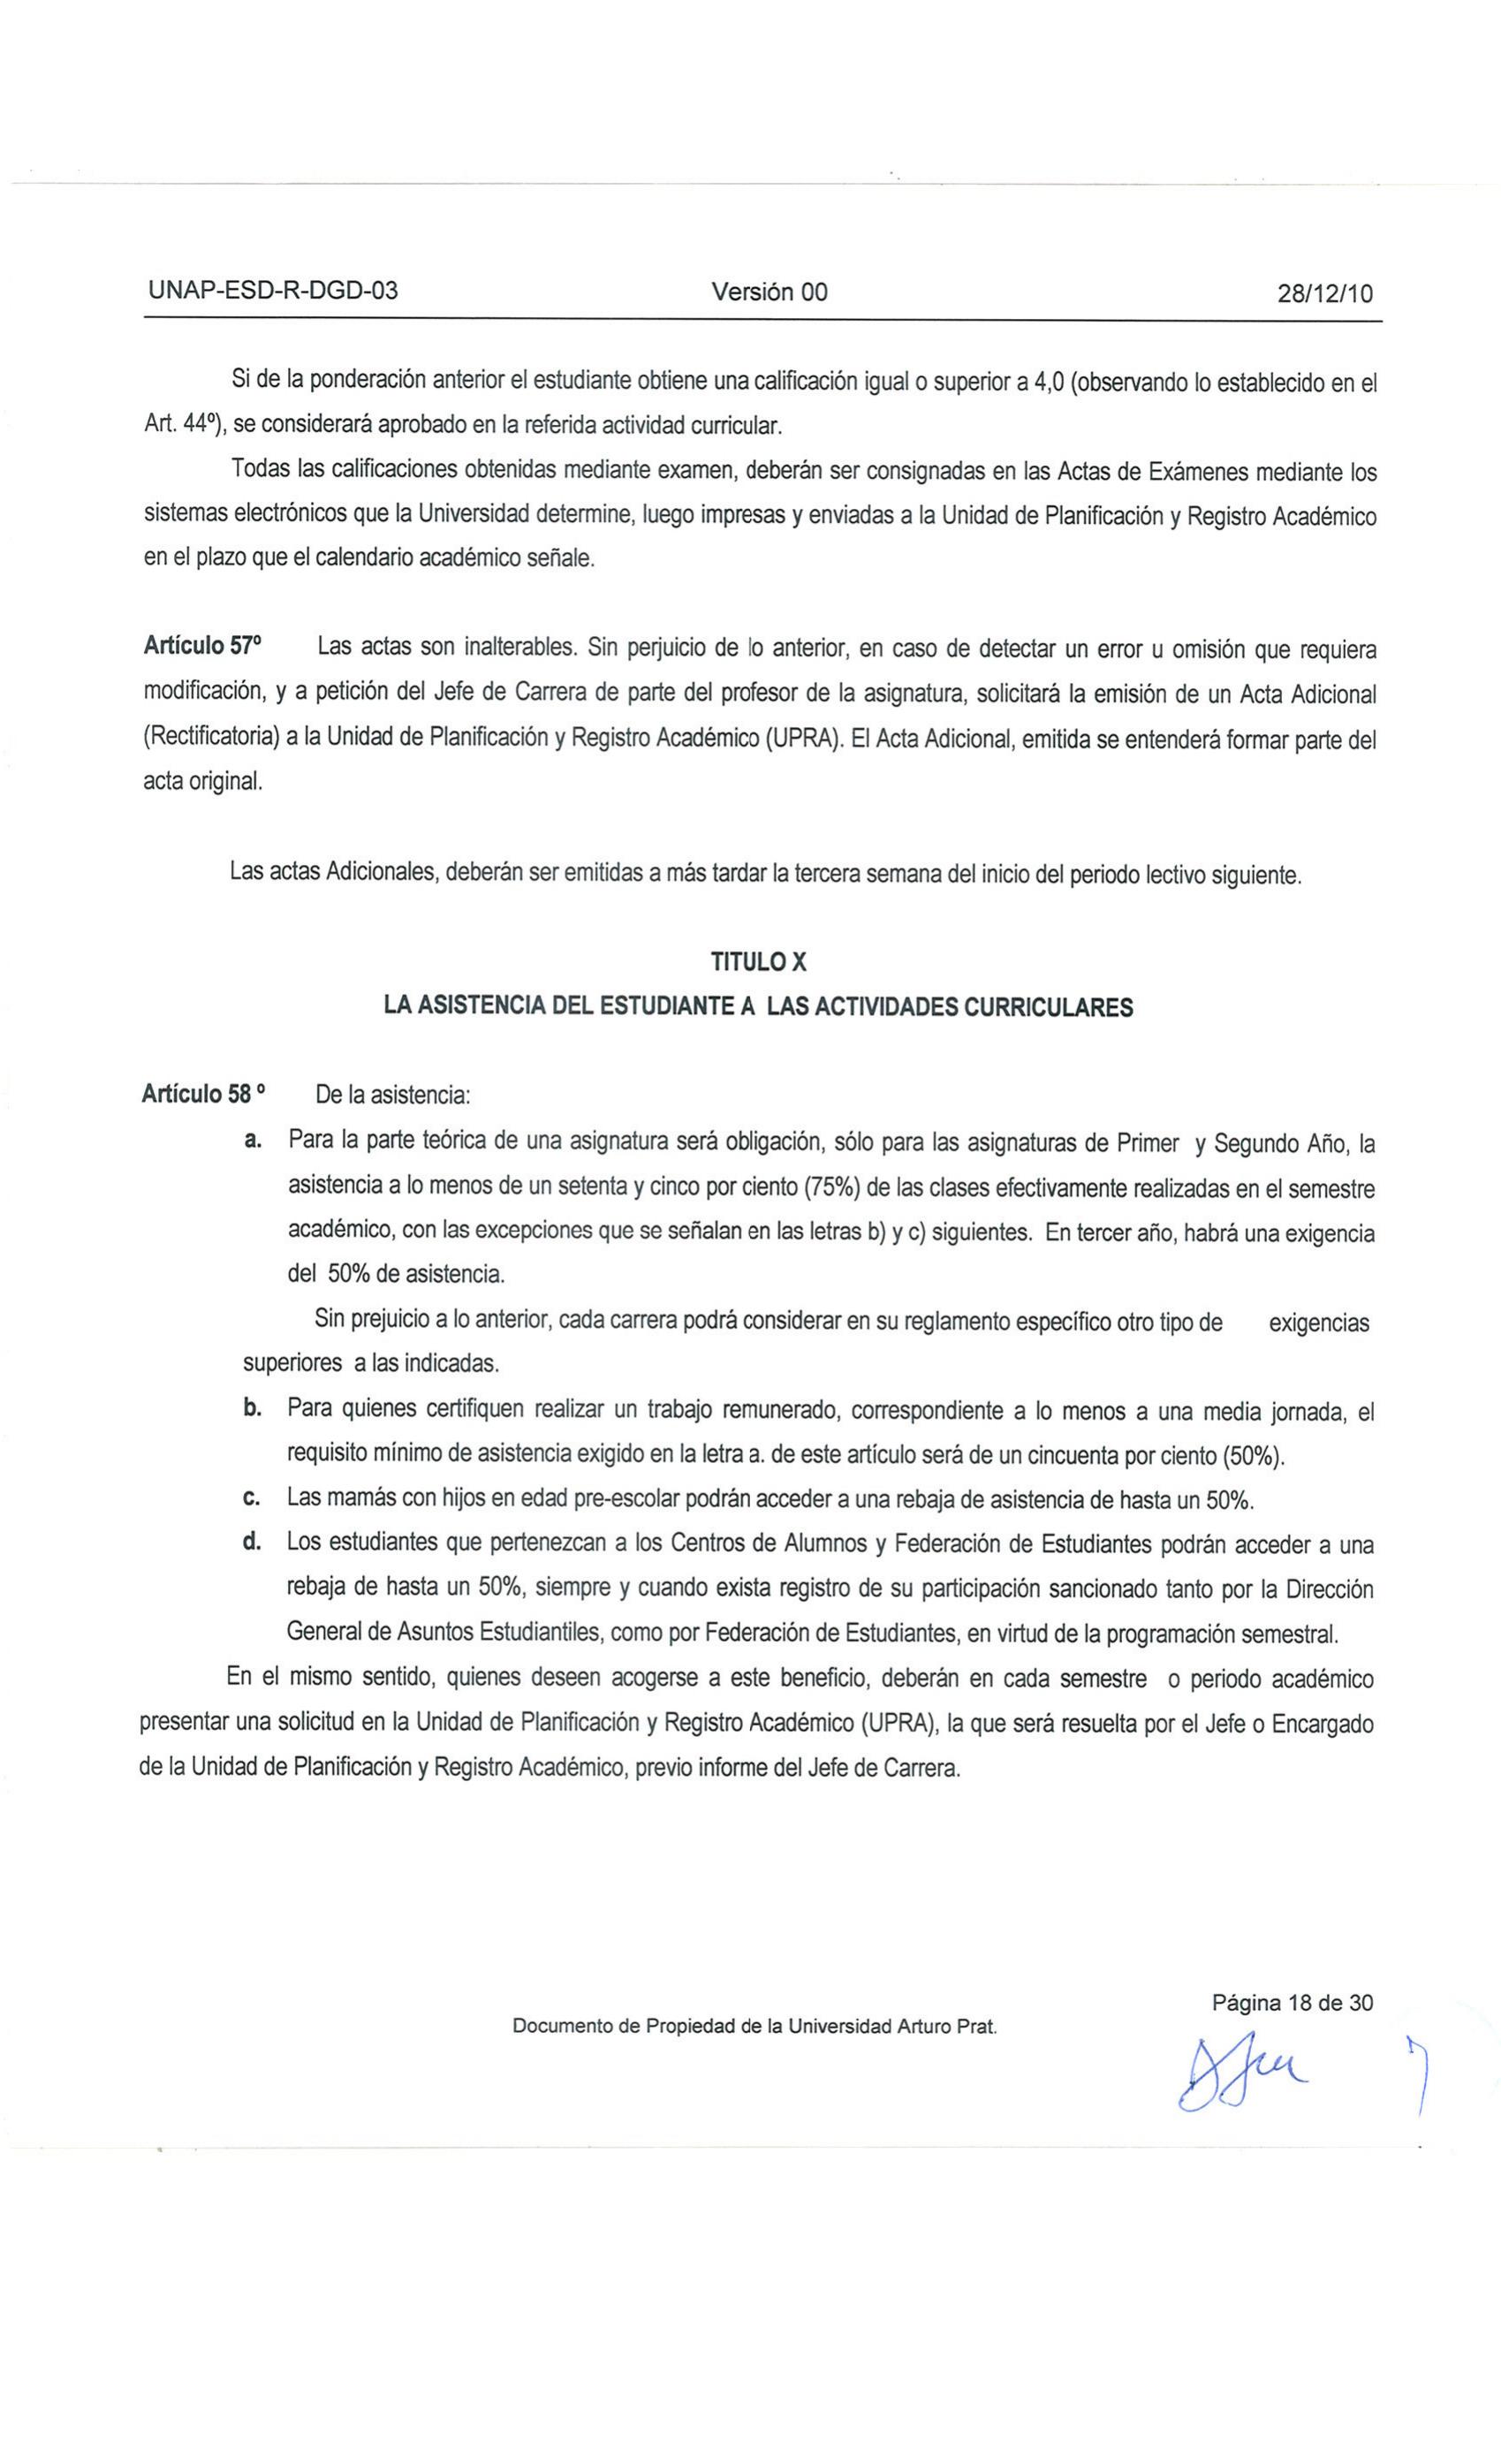 UNAP-ESD-R-DGD-03 Versión 00 28/12/10
Si de la ponderación anterior el estudiante obtiene una calificación igual o superior a 4,0 (observando lo establecido en el
Art. 44º), se considerará aprobado en la referida actividad curricular.
Todas las calificaciones obtenidas mediante examen, deberán ser consignadas en las Actas de Exámenes mediante los
sistemas electrónicos que la Universidad determine, luego impresas y enviadas a la Unidad de Planificación y Registro Académico
en el plazo que el calendario académico señale.
Artículo 57º Las actas son inalterables. Sin perjuicio de lo anterior, en caso de detectar un error u omisión que requiera
modificación, y a petición del Jefe de Carrera de parte del profesor de la asignatura, solicitará la emisión de un Acta Adicional
(Rectificatoria) a la Unidad de Planificación y Registro Académico (UPRA). El Acta Adicional, emitida se entenderá formar parte del
acta original.
Las actas Adicionales, deberán ser emitidas a más tardar la tercera semana del inicio del periodo lectivo siguiente.
TITULO X
LA ASISTENCIA DEL ESTUDIANTE A LAS ACTIVIDADES CURRICULARES
Artículo 58 º De la asistencia:
a. Para la parte teórica de una asignatura será obligación, sólo para las asignaturas de Primer y Segundo Año, la
asistencia a lo menos de un setenta y cinco por ciento (75%) de las clases efectivamente realizadas en el semestre
académico, con las excepciones que se señalan en las letras b) y c) siguientes. En tercer año, habrá una exigencia
del 50% de asistencia.
Sin prejuicio a lo anterior, cada carrera podrá considerar en su reglamento específico otro tipo de exigencias
superiores a las indicadas.
b. Para quienes certifiquen realizar un trabajo remunerado, correspondiente a lo menos a una media jornada, el
requisito mínimo de asistencia exigido en la letra a. de este artículo será de un cincuenta por ciento (50%).
c. Las mamás con hijos en edad pre-escolar podrán acceder a una rebaja de asistencia de hasta un 50%.
d. Los estudiantes que pertenezcan a los Centros de Alumnos y Federación de Estudiantes podrán acceder a una
rebaja de hasta un 50%, siempre y cuando exista registro de su participación sancionado tanto por la Dirección
General de Asuntos Estudiantiles, como por Federación de Estudiantes, en virtud de la programación semestral.
En el mismo sentido, quienes deseen acogerse a este beneficio, deberán en cada semestre o periodo académico
presentar una solicitud en la Unidad de Planificación y Registro Académico (UPRA), la que será resuelta por el Jefe o Encargado
de la Unidad de Planificación y Registro Académico, previo informe del Jefe de Carrera.
Página 18 de 30
Documento de Propiedad de la Universidad Arturo Prat.